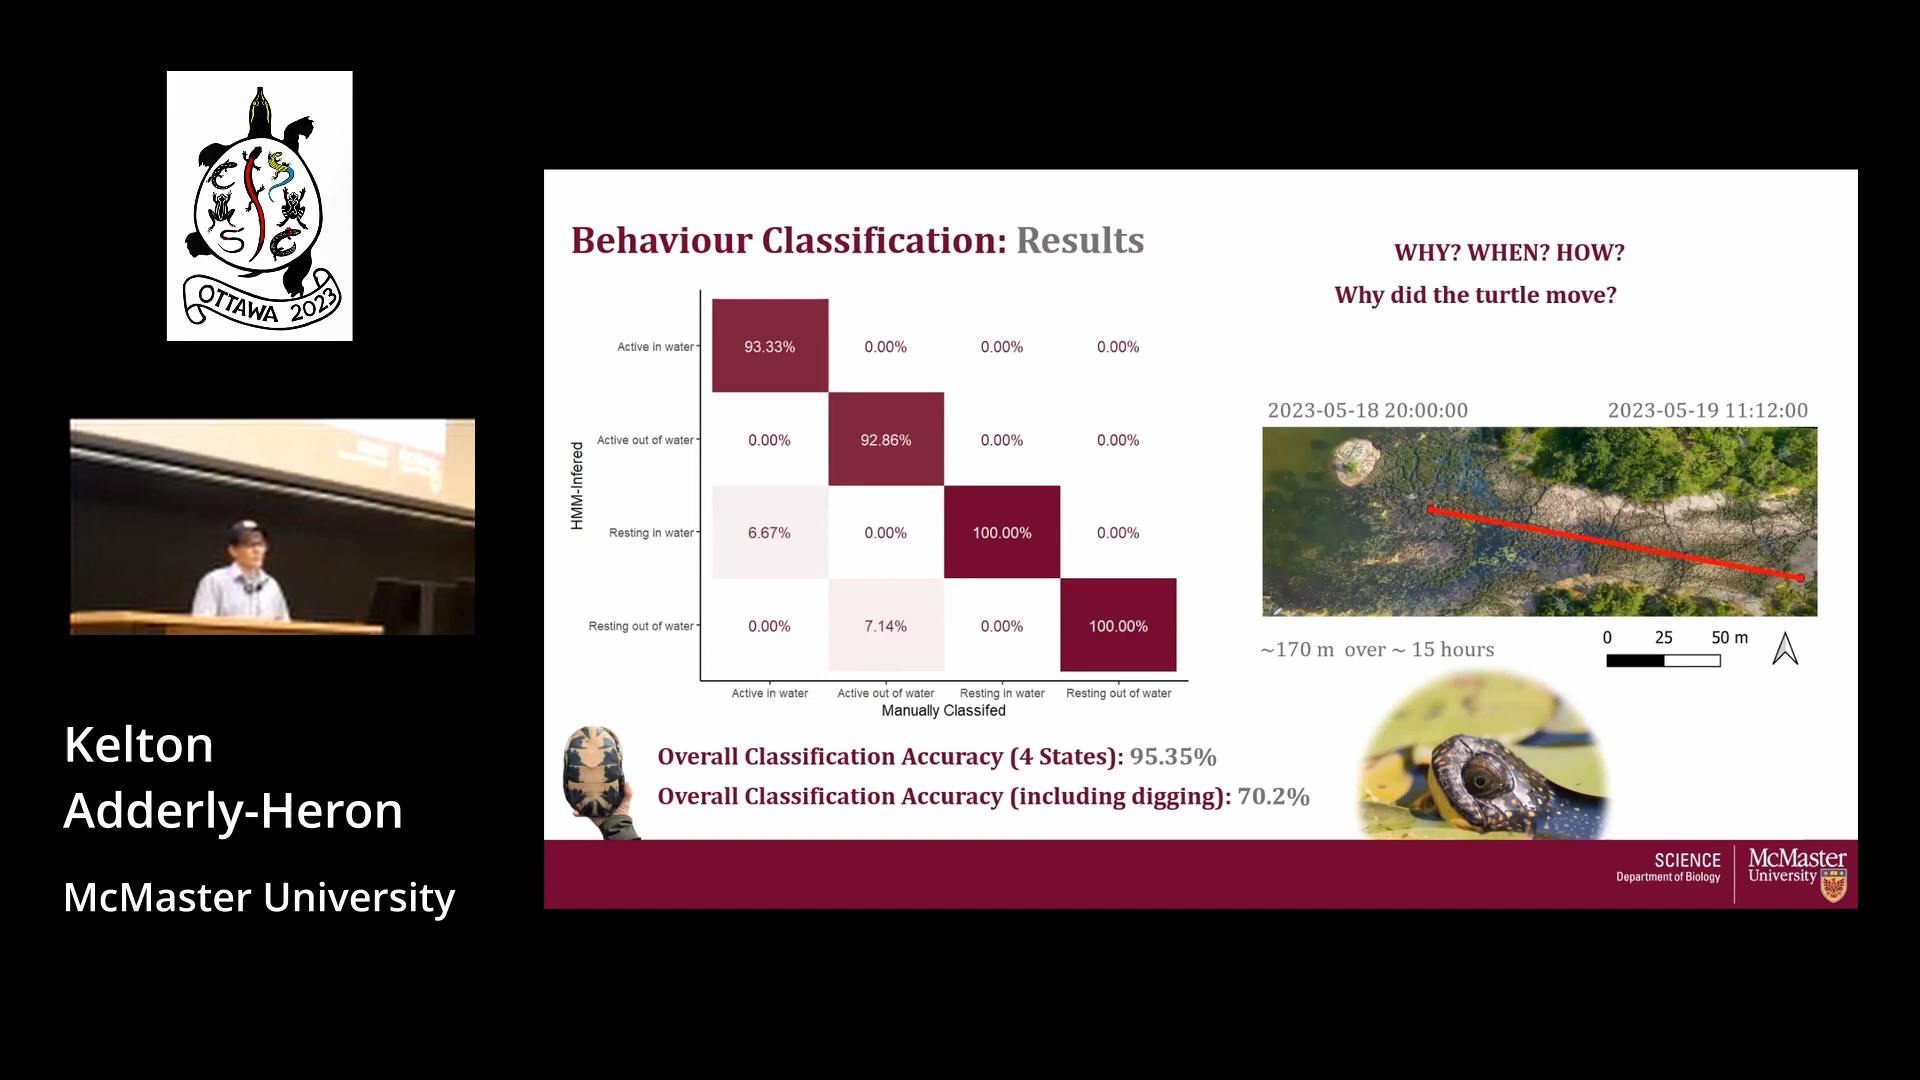 OTTAWA 2023
Kelton
Adderly-Heron
McMaster University
Behaviour Classification: Results
HMM-Infered
Active in water
93.33%
0.00%
0.00%
0.00%
Active out of water
0.00%
92.86%
0.00%
0.00%
Resting in water
6.67%
0.00%
100.00%
0.00%
Resting out of water
0.00%
7.14%
0.00%
100.00%
Active in water
Active out of water
Resting in water
Resting out of water
Manually Classifed
Overall Classification Accuracy (4 States): 95.35%
Overall Classification Accuracy (including digging): 70.2%
WHY? WHEN? HOW?
Why did the turtle move?
2023-05-18 20:00:00
2023-05-19 11:12:00
~170 m over ~ 15 hours
0 25 50 m
SCIENCE
Department of Biology
McMaster
University